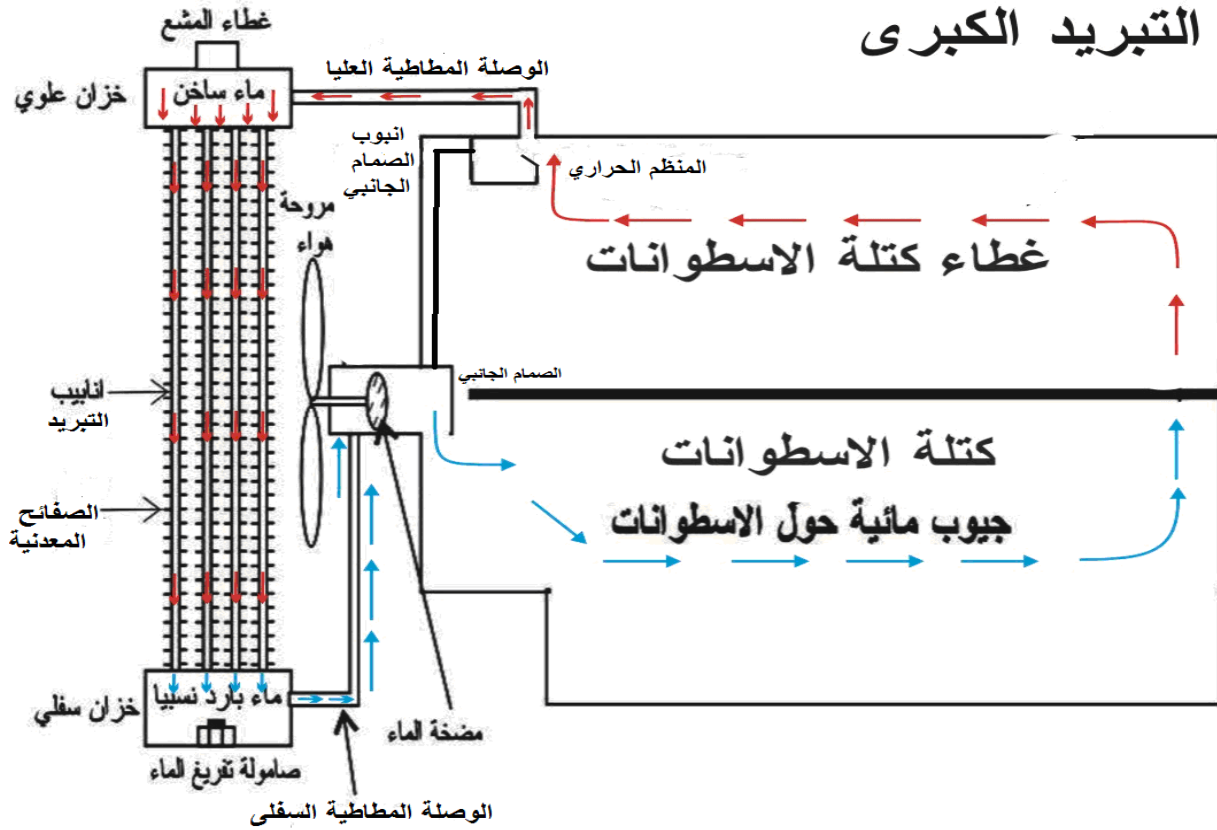 التبريد الكبرى
غطاء المشع
الوصلة المطاطية العليا
خزان علوي
ماء ساخن
انبوب
الصمام
الجانبي
المنظم الحراري
مروحة
هواء
غطاء كتلة الاسطوانات
الصمام الجانبي
انابيب
التبريد
كتلة الاسطوانات
جيوب مائية حول الاسطوانات
الصفائح
المعدنية
خزان سفلي
ماء بارد نسبيا
مضخة الماء
صامولة تفريغ الماء
الوصلة المطاطية السفلى